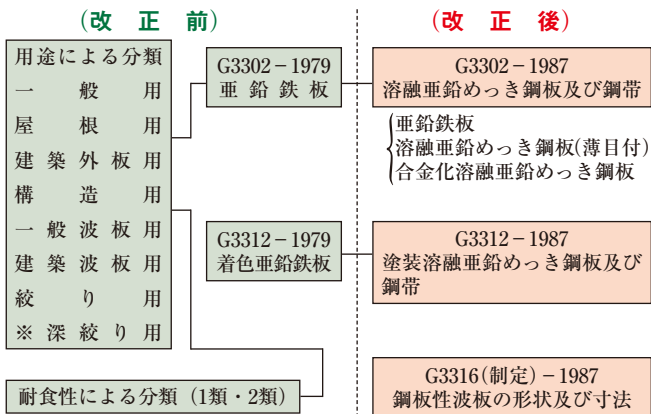 (改正前)
(改正後)
用途による分類
一般用
屋根用
建築外板用
構造用
一般波板用
建築波板用
絞り用
※深絞り用
耐食性による分類(1類・2類)
G3302-1979
亜鉛鉄板
G3312-1979
着色亜鉛鉄板
G3302-1987
溶融亜鉛めっき鋼板及び鋼帯
亜鉛鉄板
溶融亜鉛めっき鋼板(薄目付)
合金化溶融亜鉛めっき鋼板
G3312-1987
塗装溶融亜鉛めっき鋼板及び
鋼帯
G3316(制定)-1987
鋼板性波板の形状及び寸法